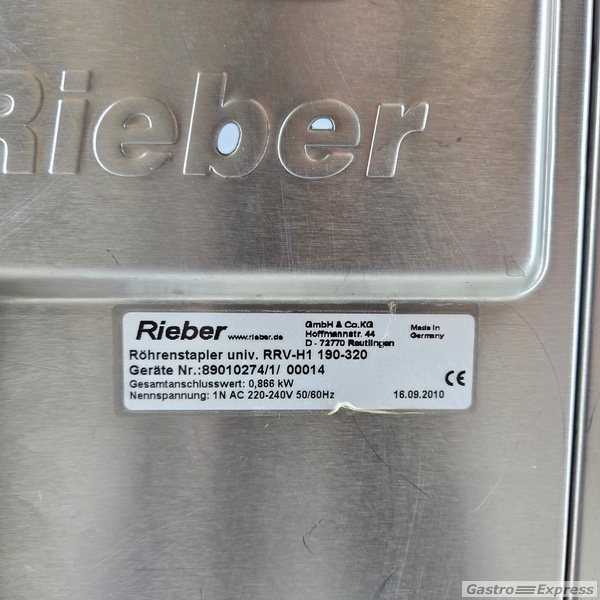 Rieber
Rieber www.rieber.de GmbH & Co.KG Hoffmannstr. 44 D - 72770 Reutlingen Made in Germany
Röhrenstapler univ. RRV-H1 190-320
Geräte Nr.:89010274/1/ 00014
Gesamtanschlusswert: 0,866 kW
Nennspannung: 1N AC 220-240V 50/60Hz 16.09.2010
CE
Gastro Express